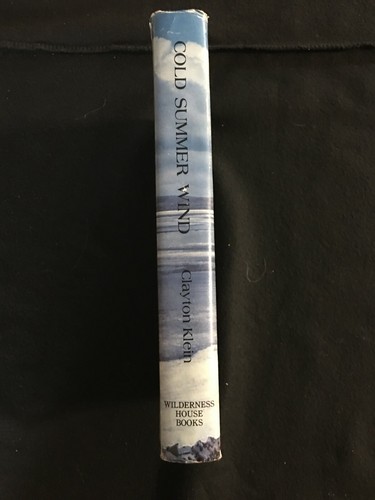 COLD SUMMER WIND
Clayton Klein
WILDERNESS
HOUSE
BOOKS